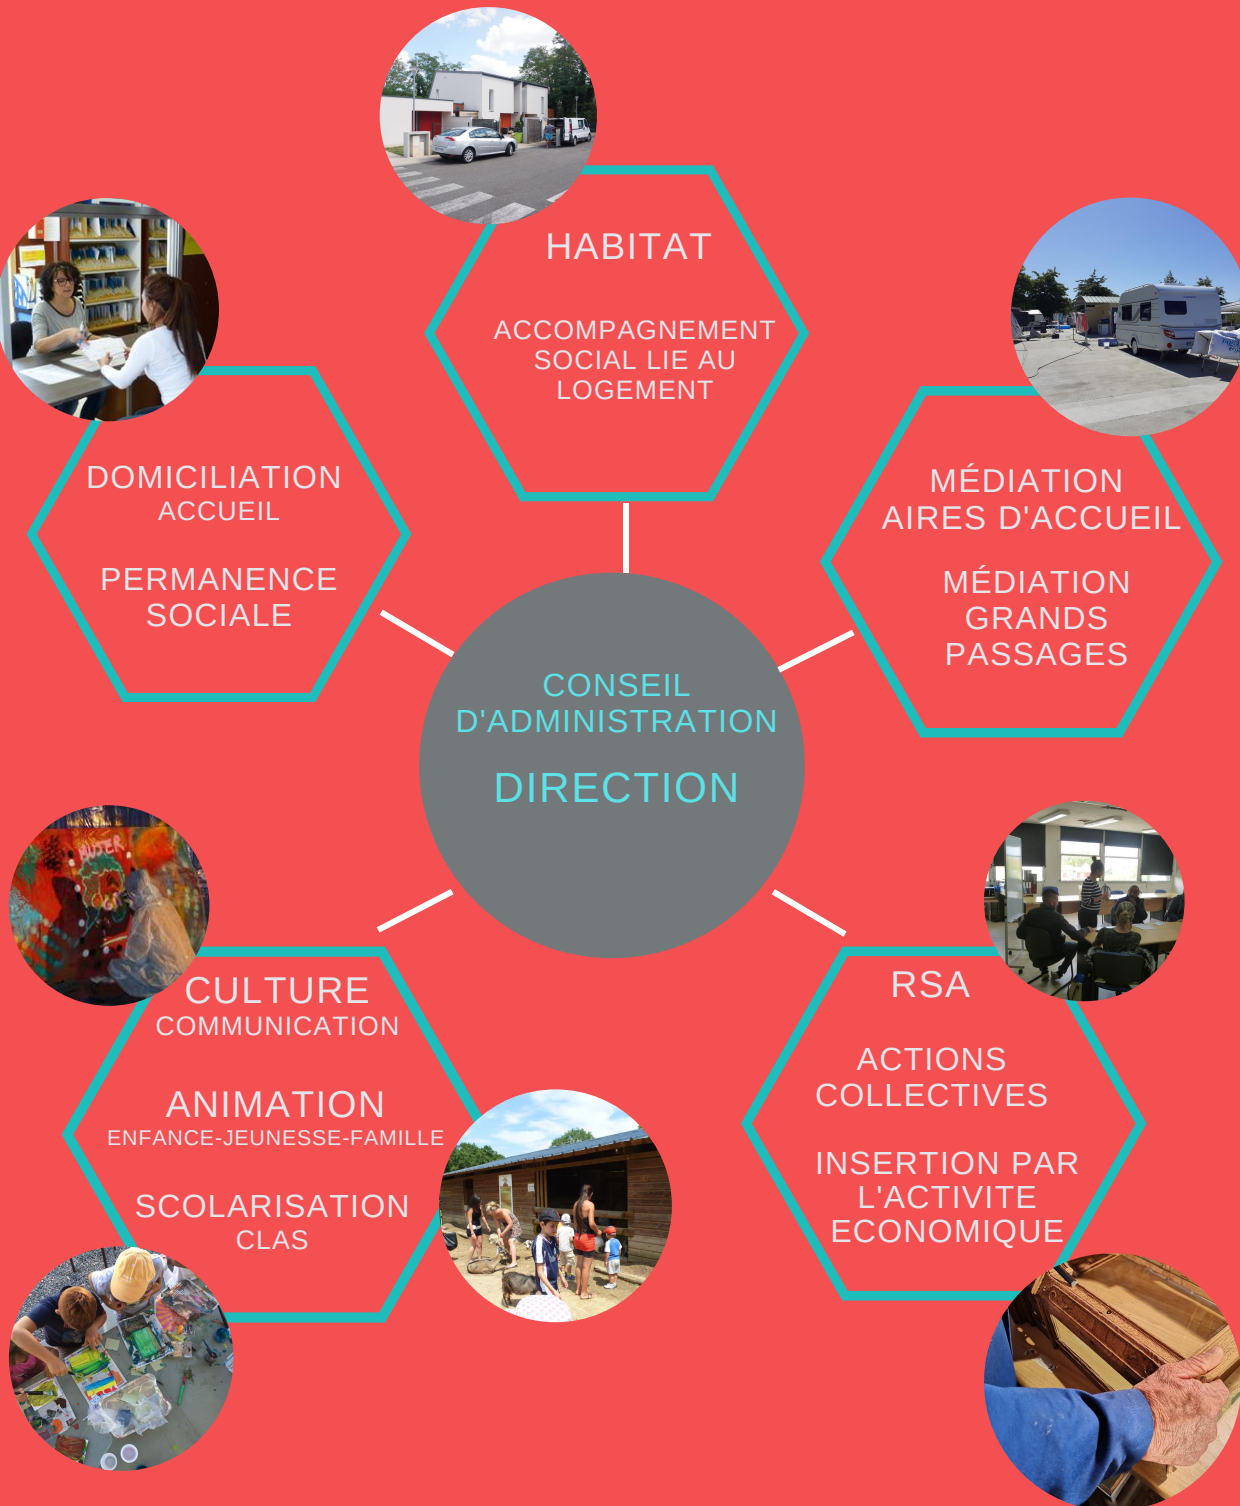 HABITAT
ACCOMPAGNEMENT
SOCIAL LIE AU
LOGEMENT
DOMICILIATION
ACCUEIL
PERMANENCE
SOCIALE
MÉDIATION
AIRES D'ACCUEIL
MÉDIATION
GRANDS
PASSAGES
CONSEIL
D'ADMINISTRATION
DIRECTION
CULTURE
COMMUNICATION
ANIMATION
ENFANCE-JEUNESSE-FAMILLE
SCOLARISATION
CLAS
RSA
ACTIONS
COLLECTIVES
INSERTION PAR
L'ACTIVITE
ECONOMIQUE